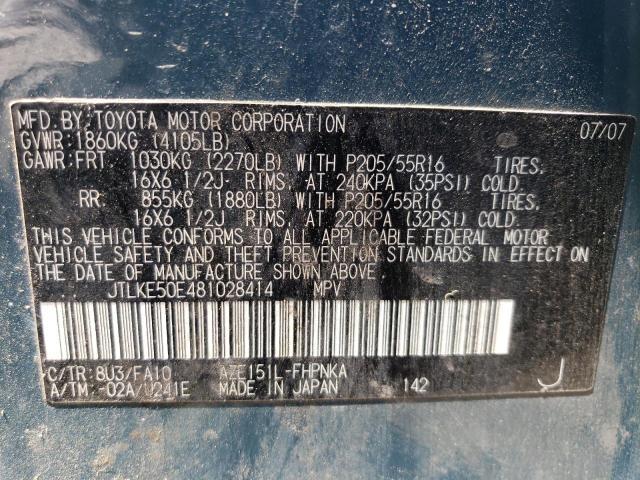 MFD.BY:TOYOTA MOTOR CORPORATION 07/07
GVWR:1860KG (4105LB)
GAWR:FRT 1030KG (2270LB) WITH P205/55R16 TIRES,
16X6 1/2J- RIMS, AT 240KPA (35PSI) COLD.
RR 855KG (1880LB) WITH P205/55R16 TIRES,
16X6 1/2J- RIMS, AT 220KPA (32PSI) COLD.
THIS VEHICLE CONFORMS TO ALL APPLICABLE FEDERAL MOTOR
VEHICLE SAFETY AND THEFT PREVENTION STANDARDS IN EFFECT ON
THE DATE OF MANUFACTURE SHOWN ABOVE.
JTLKE50E481028414 MPV
C/TR:8U3/FA10 AZE151L-FHPNKA
A/TM:-02A/U241E MADE IN JAPAN 142 J